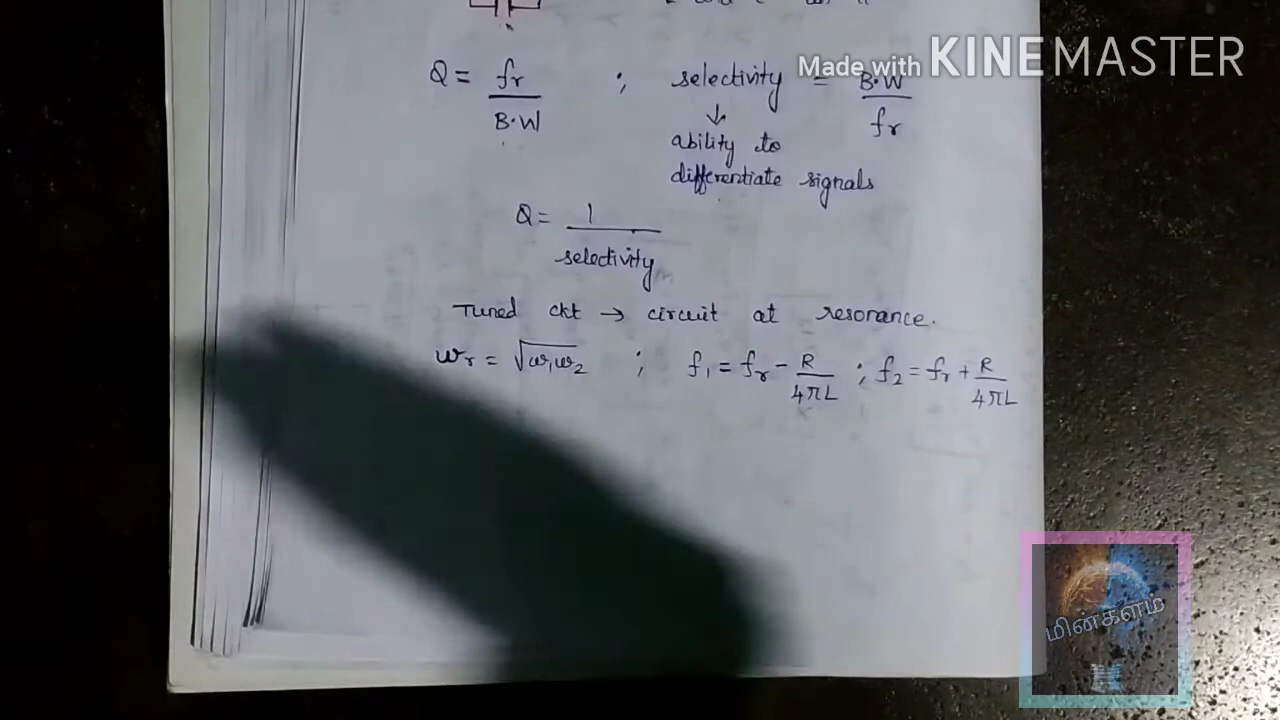 Made with KINEMASTER
Q = fr / B.W ; selectivity = B.W / fr
↓
ability to
differentiate signals
Q = 1 / selectivity
Tuned ckt → circuit at resonance.
ωr = √ω1ω2 ; f1 = fr - R / 4πL ; f2 = fr + R / 4πL
மின்களம்